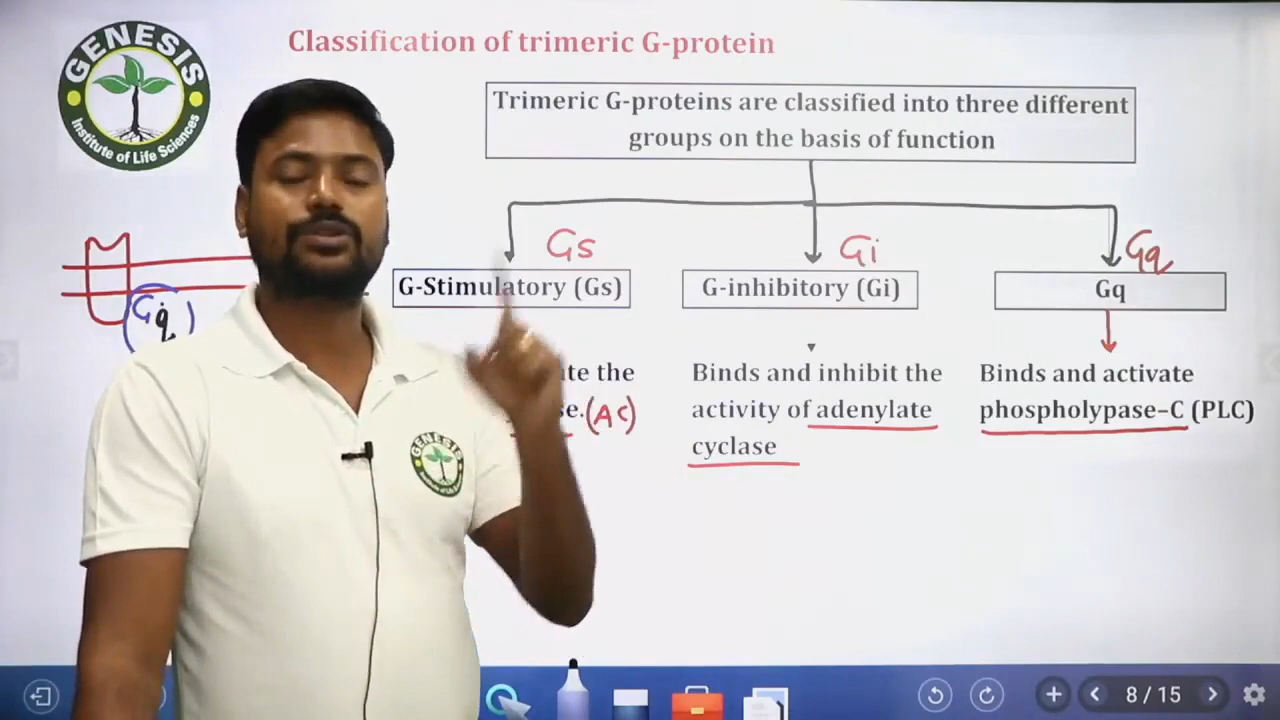 GENESIS
Institute of Life Sciences
Classification of trimeric G-protein
Trimeric G-proteins are classified into three different
groups on the basis of function
Gs
Gi
Gq
G-Stimulatory (Gs)
G-inhibitory (Gi)
Gq
Gq
the
(AC)
Binds and inhibit the
activity of adenylate
cyclase
Binds and activate
phospholypase-C (PLC)
GENESIS
8 / 15